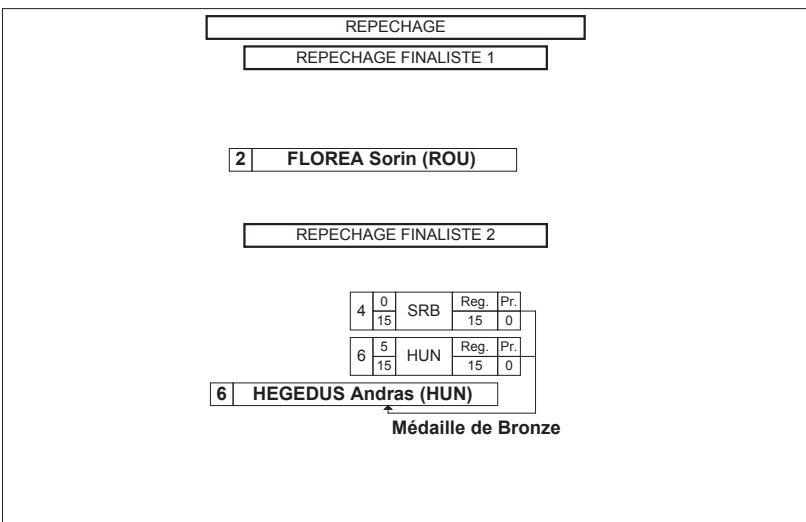 REPECHAGE
REPECHAGE FINALISTE 1
2 FLOREA Sorin (ROU)
REPECHAGE FINALISTE 2
4 0 SRB Reg. Pr.
15 15 0
6 5 HUN Reg. Pr.
15 15 0
6 HEGEDUS Andras (HUN)
Médaille de Bronze